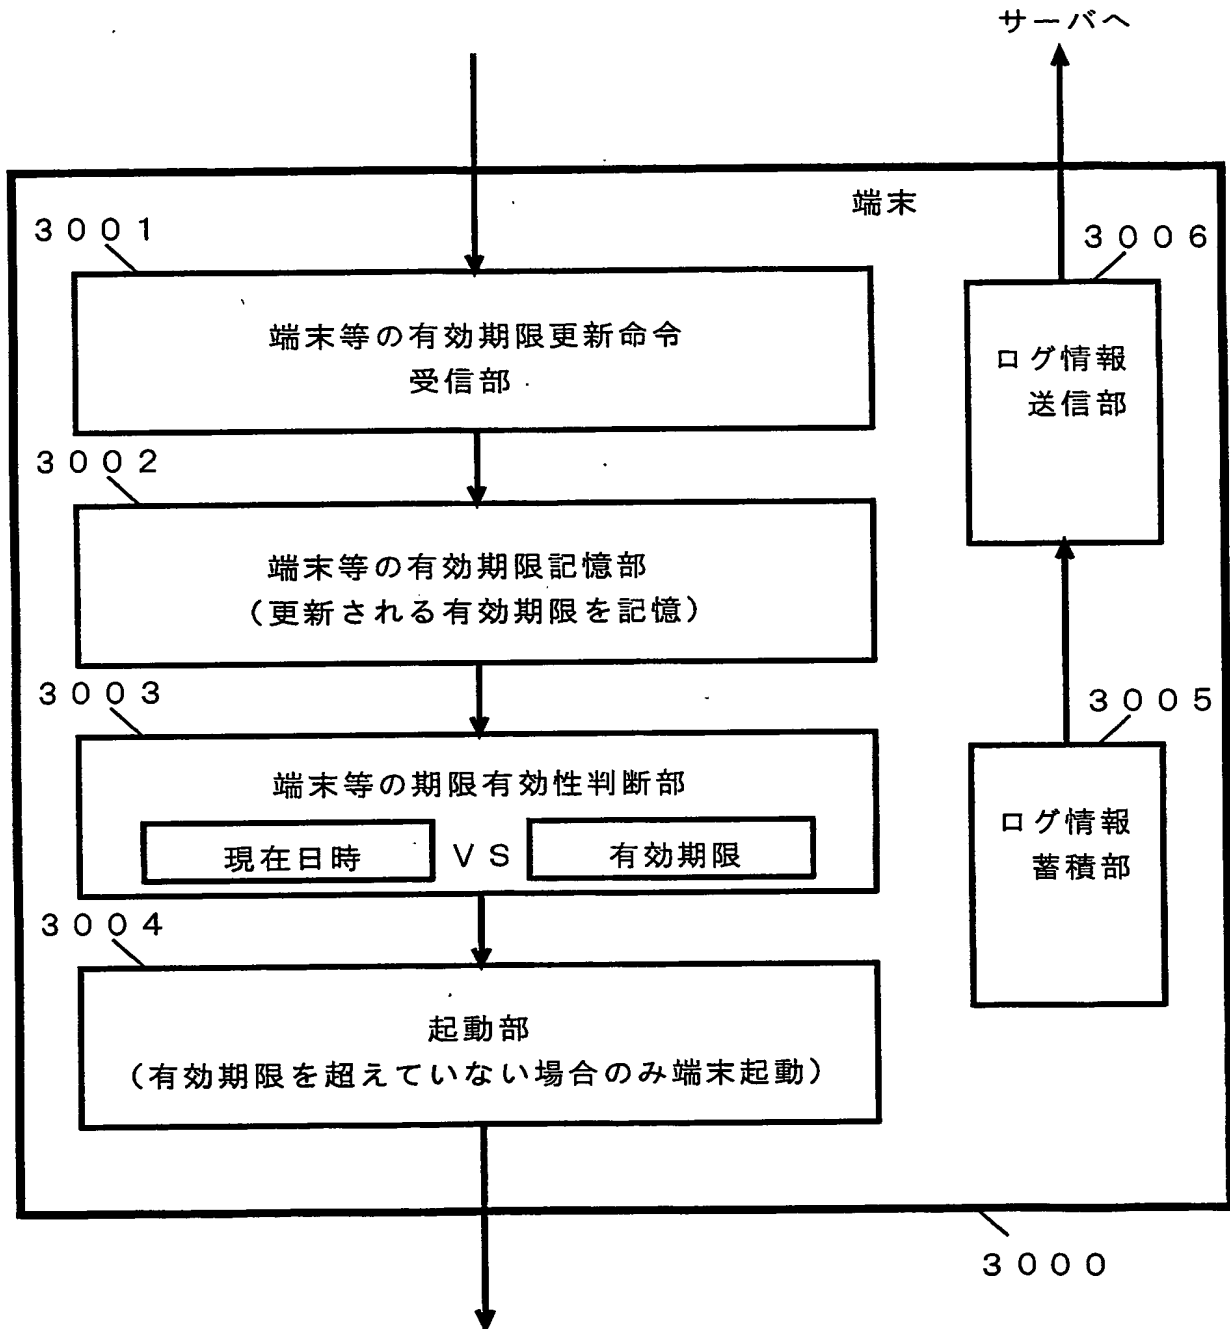 サーバへ
端末
3001
端末等の有効期限更新命令
受信部
3006
ログ情報
送信部
3002
端末等の有効期限記憶部
(更新される有効期限を記憶)
3003
端末等の期限有効性判断部
現在日時 VS 有効期限
3005
ログ情報
蓄積部
3004
起動部
(有効期限を超えていない場合のみ端末起動)
3000